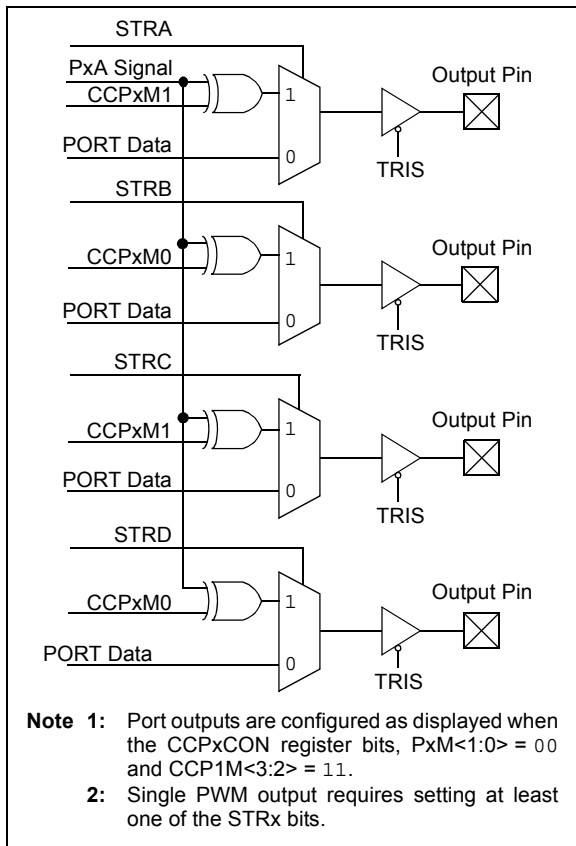 STRA
PxA Signal
Output Pin
CCPxM1
1
PORT Data
0
TRIS
STRB
Output Pin
CCPxM0
1
PORT Data
0
TRIS
STRC
Output Pin
CCPxM1
1
PORT Data
0
TRIS
STRD
Output Pin
CCPxM0
1
PORT Data
0
TRIS
Note 1: Port outputs are configured as displayed when
the CCPxCON register bits, PxM<1:0> = 00
and CCP1M<3:2> = 11.
2: Single PWM output requires setting at least
one of the STRx bits.